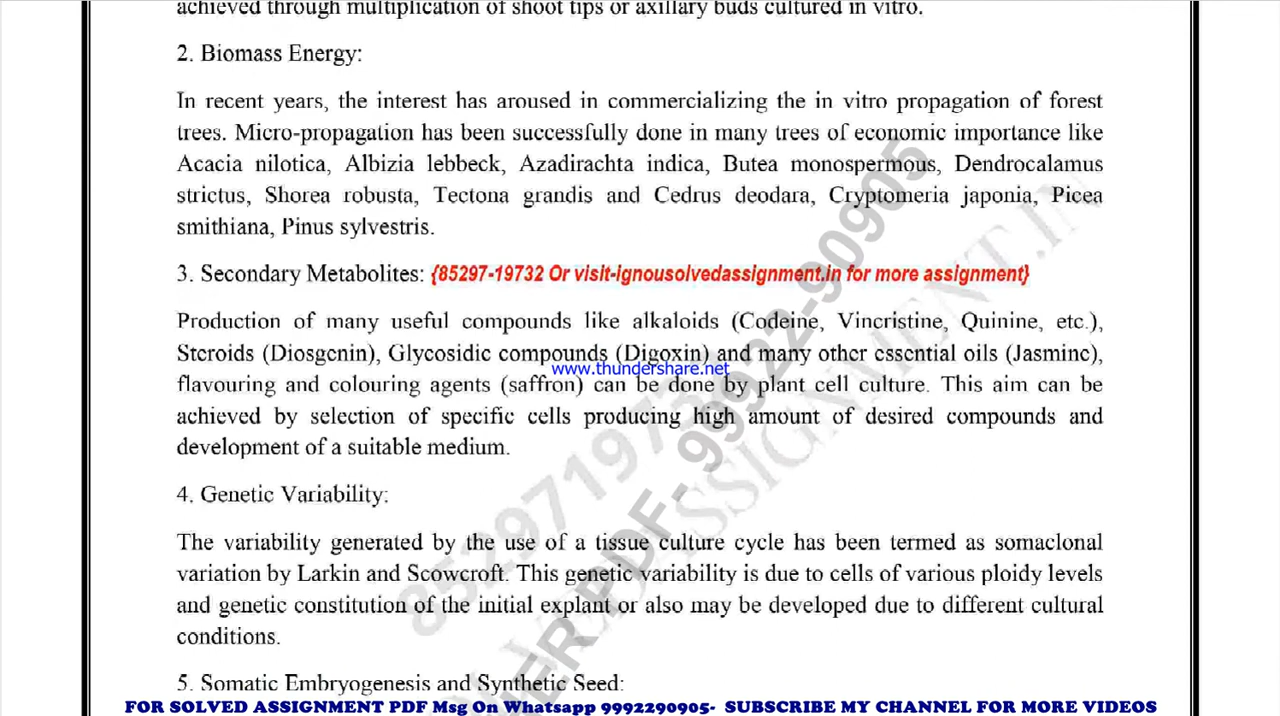 achieved through multiplication of shoot tips or axillary buds cultured in vitro.
2. Biomass Energy:
In recent years, the interest has aroused in commercializing the in vitro propagation of forest
trees. Micro-propagation has been successfully done in many trees of economic importance like
Acacia nilotica, Albizia lebbeck, Azadirachta indica, Butea monospermous, Dendrocalamus
strictus, Shorea robusta, Tectona grandis and Cedrus deodara, Cryptomeria japonia, Picea
smithiana, Pinus sylvestris.
3. Secondary Metabolites: {85297-19732 Or visit-ignousolvedassignment.in for more assignment}
Production of many useful compounds like alkaloids (Codeine, Vincristine, Quinine, etc.),
Steroids (Diosgenin), Glycosidic compounds (Digoxin) and many other essential oils (Jasmine),
www.thundershare.net
flavouring and colouring agents (saffron) can be done by plant cell culture. This aim can be
achieved by selection of specific cells producing high amount of desired compounds and
development of a suitable medium.
4. Genetic Variability:
The variability generated by the use of a tissue culture cycle has been termed as somaclonal
variation by Larkin and Scowcroft. This genetic variability is due to cells of various ploidy levels
and genetic constitution of the initial explant or also may be developed due to different cultural
conditions.
5. Somatic Embryogenesis and Synthetic Seed:
FOR SOLVED ASSIGNMENT PDF Msg On Whatsapp 9992290905- SUBSCRIBE MY CHANNEL FOR MORE VIDEOS
PDF- 99922-90905